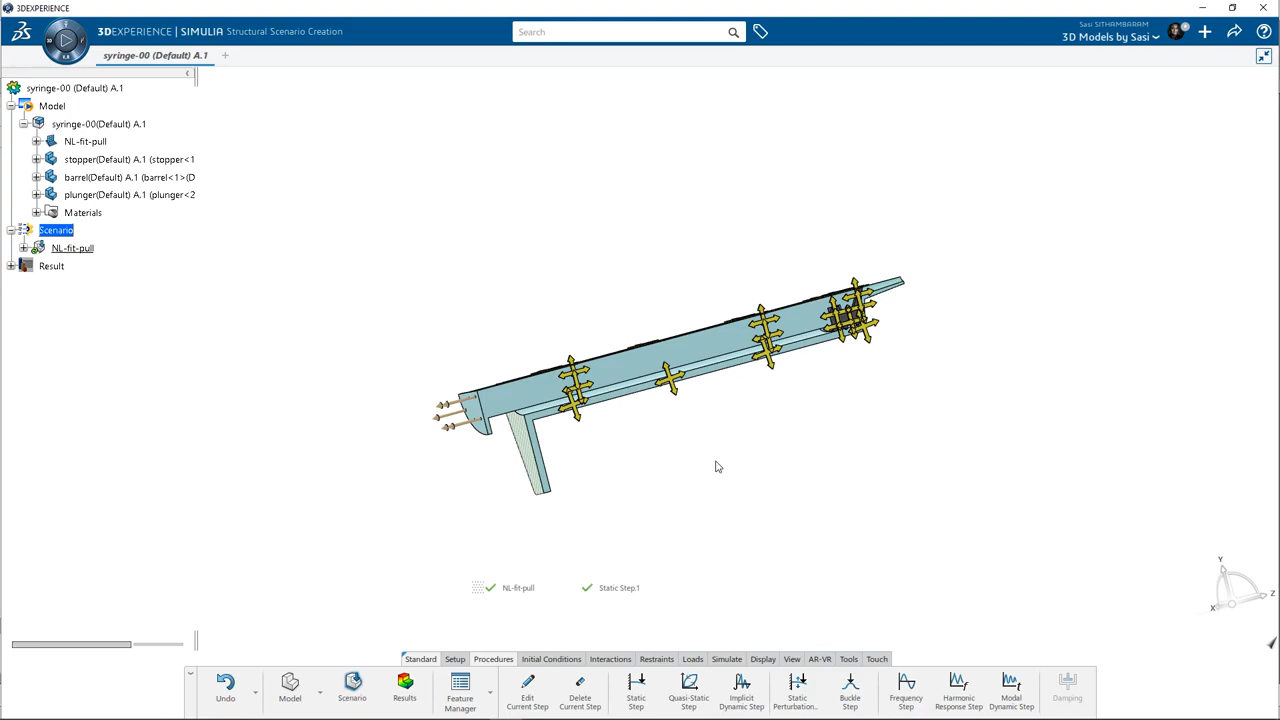 3DEXPERIENCE
3DEXPERIENCE | SIMULIA Structural Scenario Creation
Search
Sasi SITHAMBARAM
3D Models by Sasi
syringe-00 (Default) A.1
syringe-00 (Default) A.1
Model
syringe-00(Default) A.1
NL-fit-pull
stopper(Default) A.1 (stopper<1
barrel(Default) A.1 (barrel<1>(D
plunger(Default) A.1 (plunger<2
Materials
Scenario
NL-fit-pull
Result
NL-fit-pull
Static Step.1
Y
X
Z
Standard Setup Procedures Initial Conditions Interactions Restraints Loads Simulate Display View AR-VR Tools Touch
Undo
Model
Scenario
Results
Feature Manager
Edit Current Step
Delete Current Step
Static Step
Quasi-Static Step
Implicit Dynamic Step
Static Perturbation...
Buckle Step
Frequency Step
Harmonic Response Step
Modal Dynamic Step
Damping